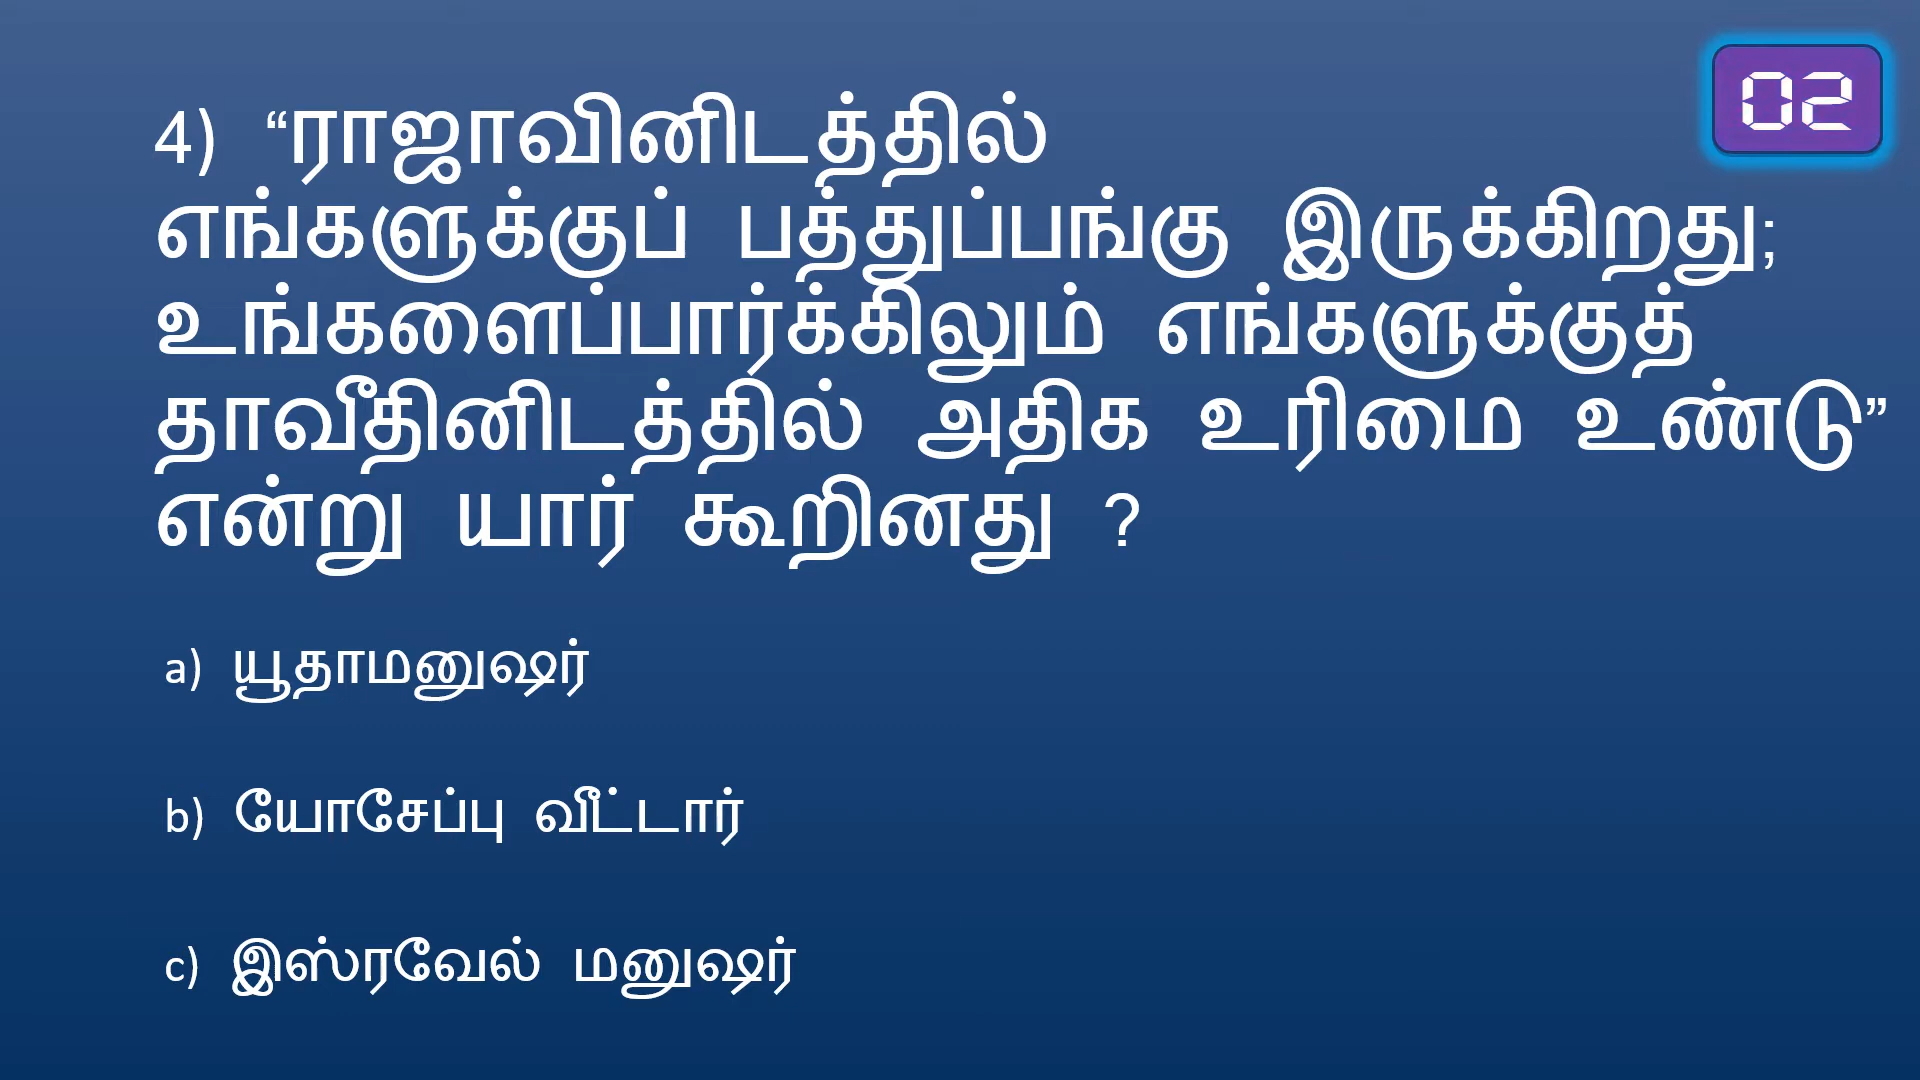 02
4) “ராஜாவினிடத்தில்
எங்களுக்குப் பத்துப்பங்கு இருக்கிறது;
உங்களைப்பார்க்கிலும் எங்களுக்குத்
தாவீதினிடத்தில் அதிக உரிமை உண்டு”
என்று யார் கூறினது ?
a) யூதாமனுஷர்
b) யோசேப்பு வீட்டார்
c) இஸ்ரவேல் மனுஷர்